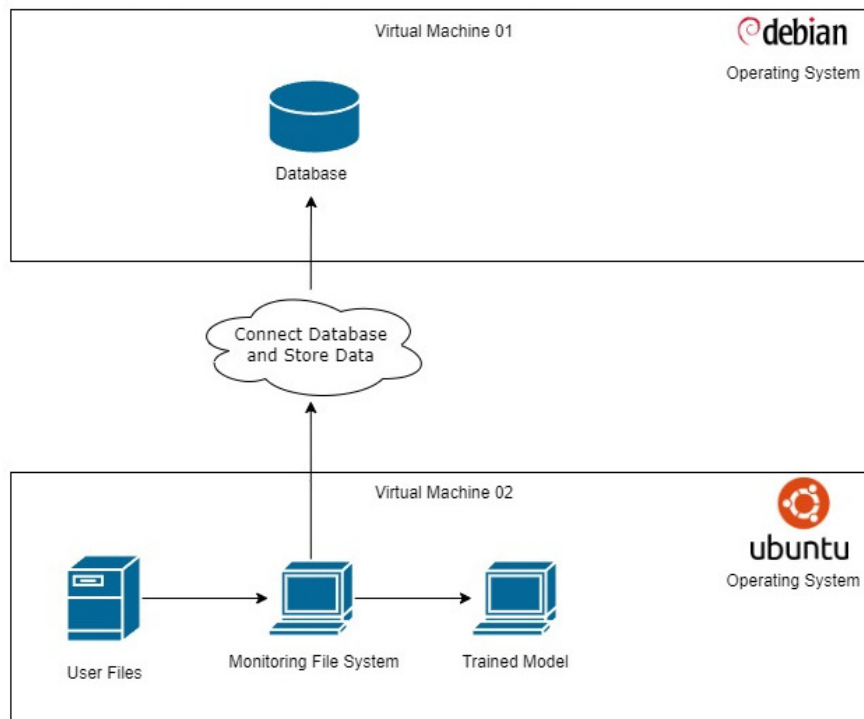 Virtual Machine 01
debian
Operating System
Database
Connect Database
and Store Data
Virtual Machine 02
ubuntu
Operating System
User Files
Monitoring File System
Trained Model